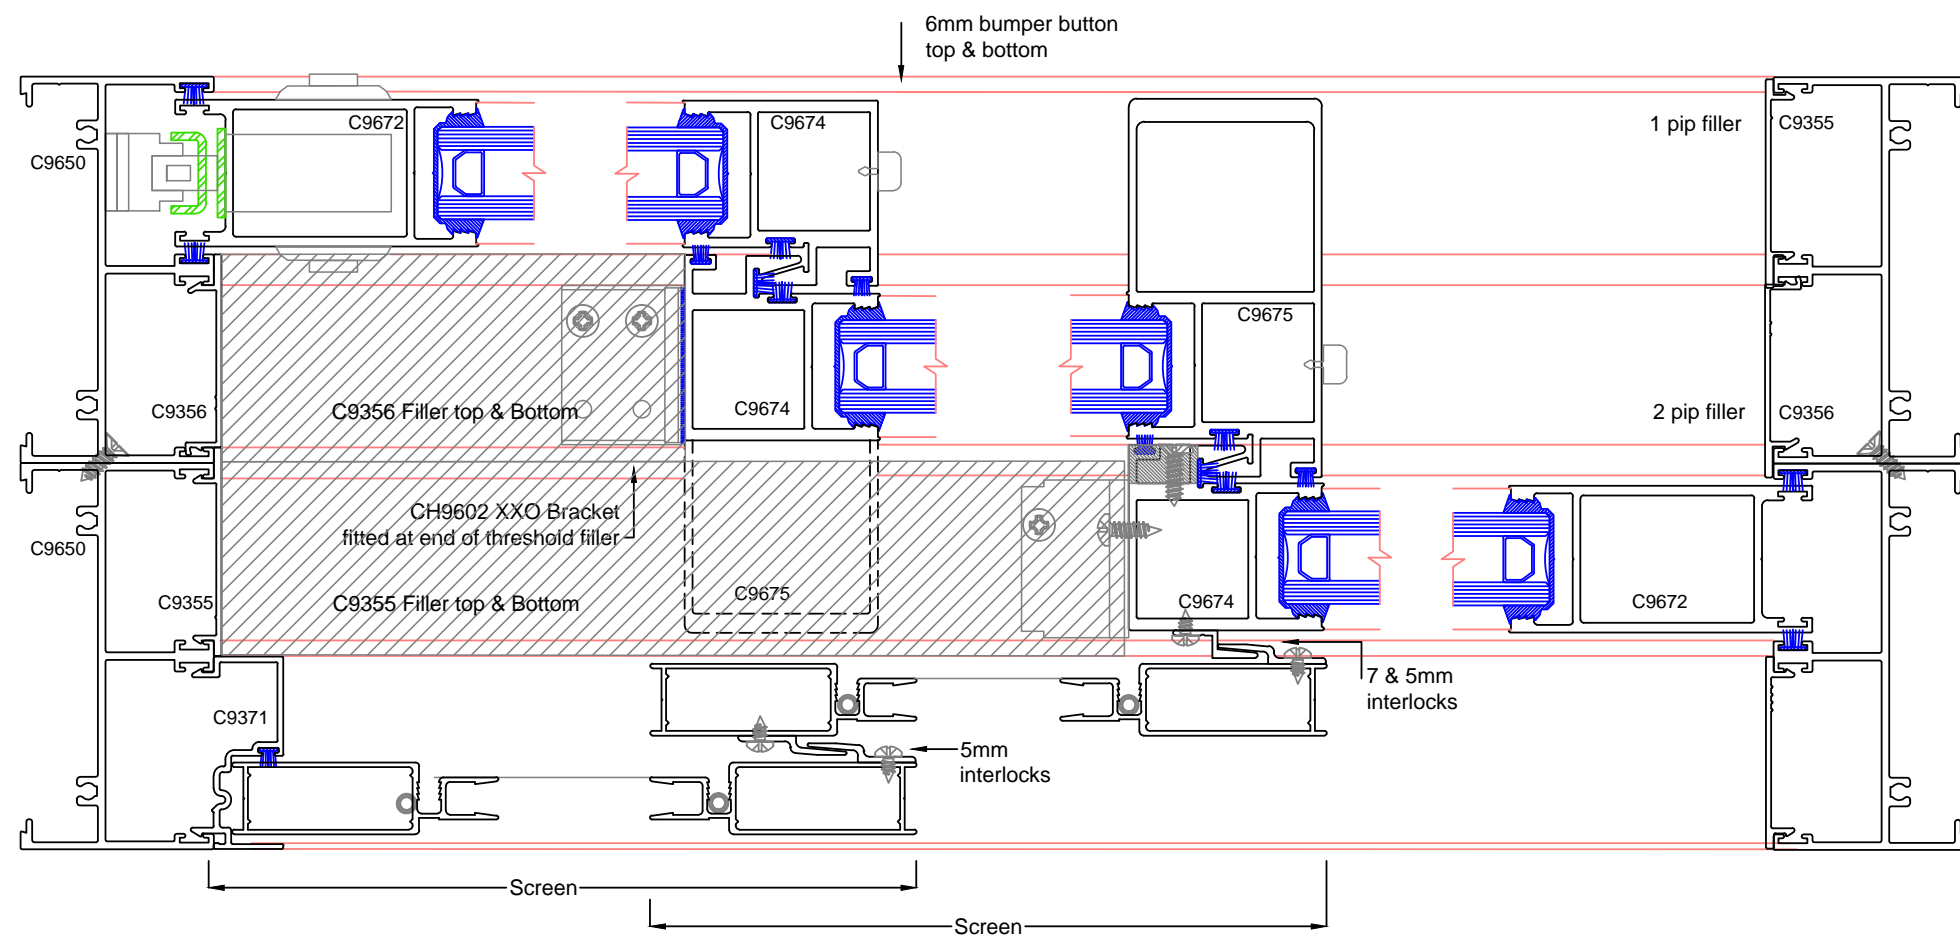 6mm bumper button
top & bottom
C9672
C9674
1 pip filler
C9355
C9650
C9675
C9356
C9356 Filler top & Bottom
C9674
2 pip filler
C9356
CH9602 XXO Bracket
fitted at end of threshold filler
C9650
C9355
C9355 Filler top & Bottom
C9675
C9674
C9672
7 & 5mm
interlocks
C9371
5mm
interlocks
Screen
Screen